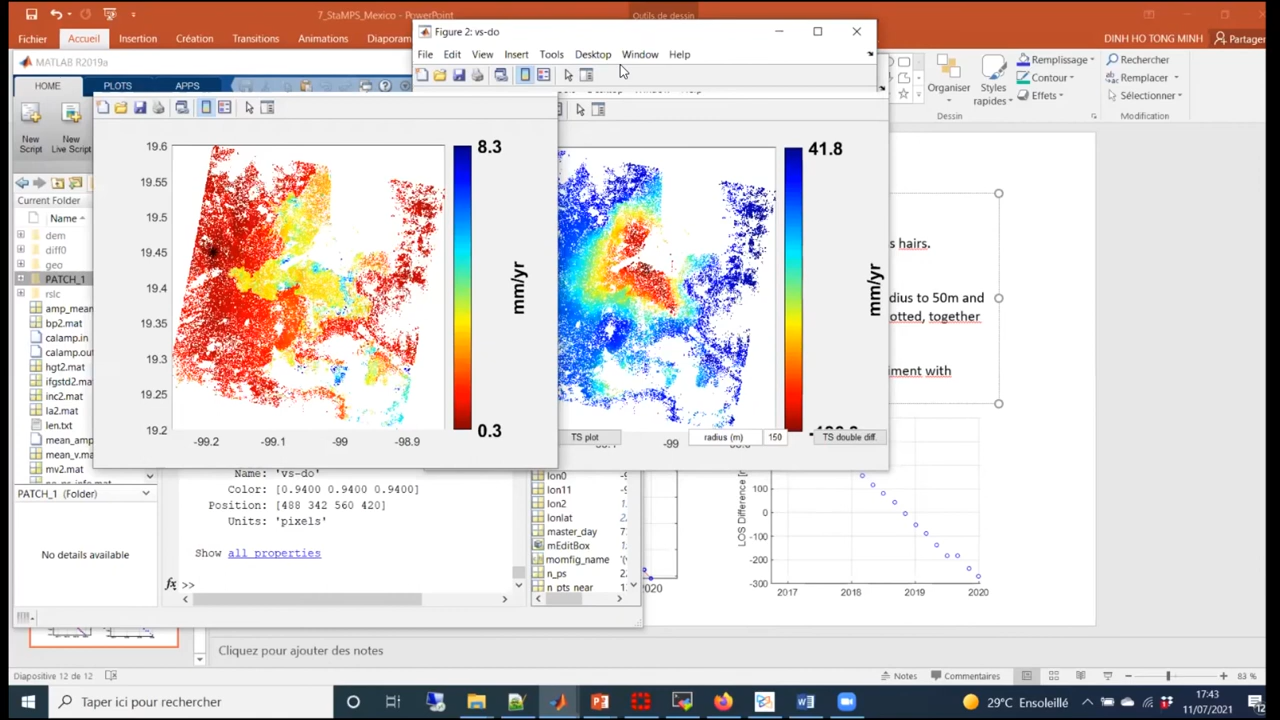 7_StaMPS_Mexico - PowerPoint
Outils de dessin
Fichier
Accueil
Insertion
Création
Transitions
Animations
Diaporam
DINH HO TONG MINH
Partager
Figure 2: vs-do
File Edit View Insert Tools Desktop Window Help
MATLAB R2019a
HOME
PLOTS
APPS
New
Script
New
Live Script
Organiser
Styles
rapides
Remplissage
Contour
Effets
Dessin
Rechercher
Remplacer
Sélectionner
Modification
Current Folder
Name
dem
diff0
geo
PATCH_1
rslc
amp_mean
bp2.mat
calamp.in
calamp.out
hgt2.mat
ifgstd2.mat
inc2.mat
la2.mat
len.txt
mean_amp
mean_v.m
mv2.mat
PATCH_1 (Folder)
No details available
19.6
19.55
19.5
19.45
19.4
19.35
19.3
19.25
19.2
-99.2
-99.1
-99
-98.9
8.3
mm/yr
0.3
41.8
mm/yr
-99
TS plot
radius (m)
150
TS double diff.
Name: 'vs-do'
Color: [0.9400 0.9400 0.9400]
Position: [488 342 560 420]
Units: 'pixels'
Show all properties
fx >>
lon0
lon11
lon2
lonlat
master_day
mEditBox
momfig_name
n_ps
n_pts_near
s hairs.
dius to 50m and
otted, together
iment with
LOS Difference
100
0
-100
-200
-300
2017
2018
2019
2020
2020
Cliquez pour ajouter des notes
Diapositive 12 de 12
Notes
Commentaires
83 %
Taper ici pour rechercher
29°C Ensoleillé
17:43
11/07/2021
12